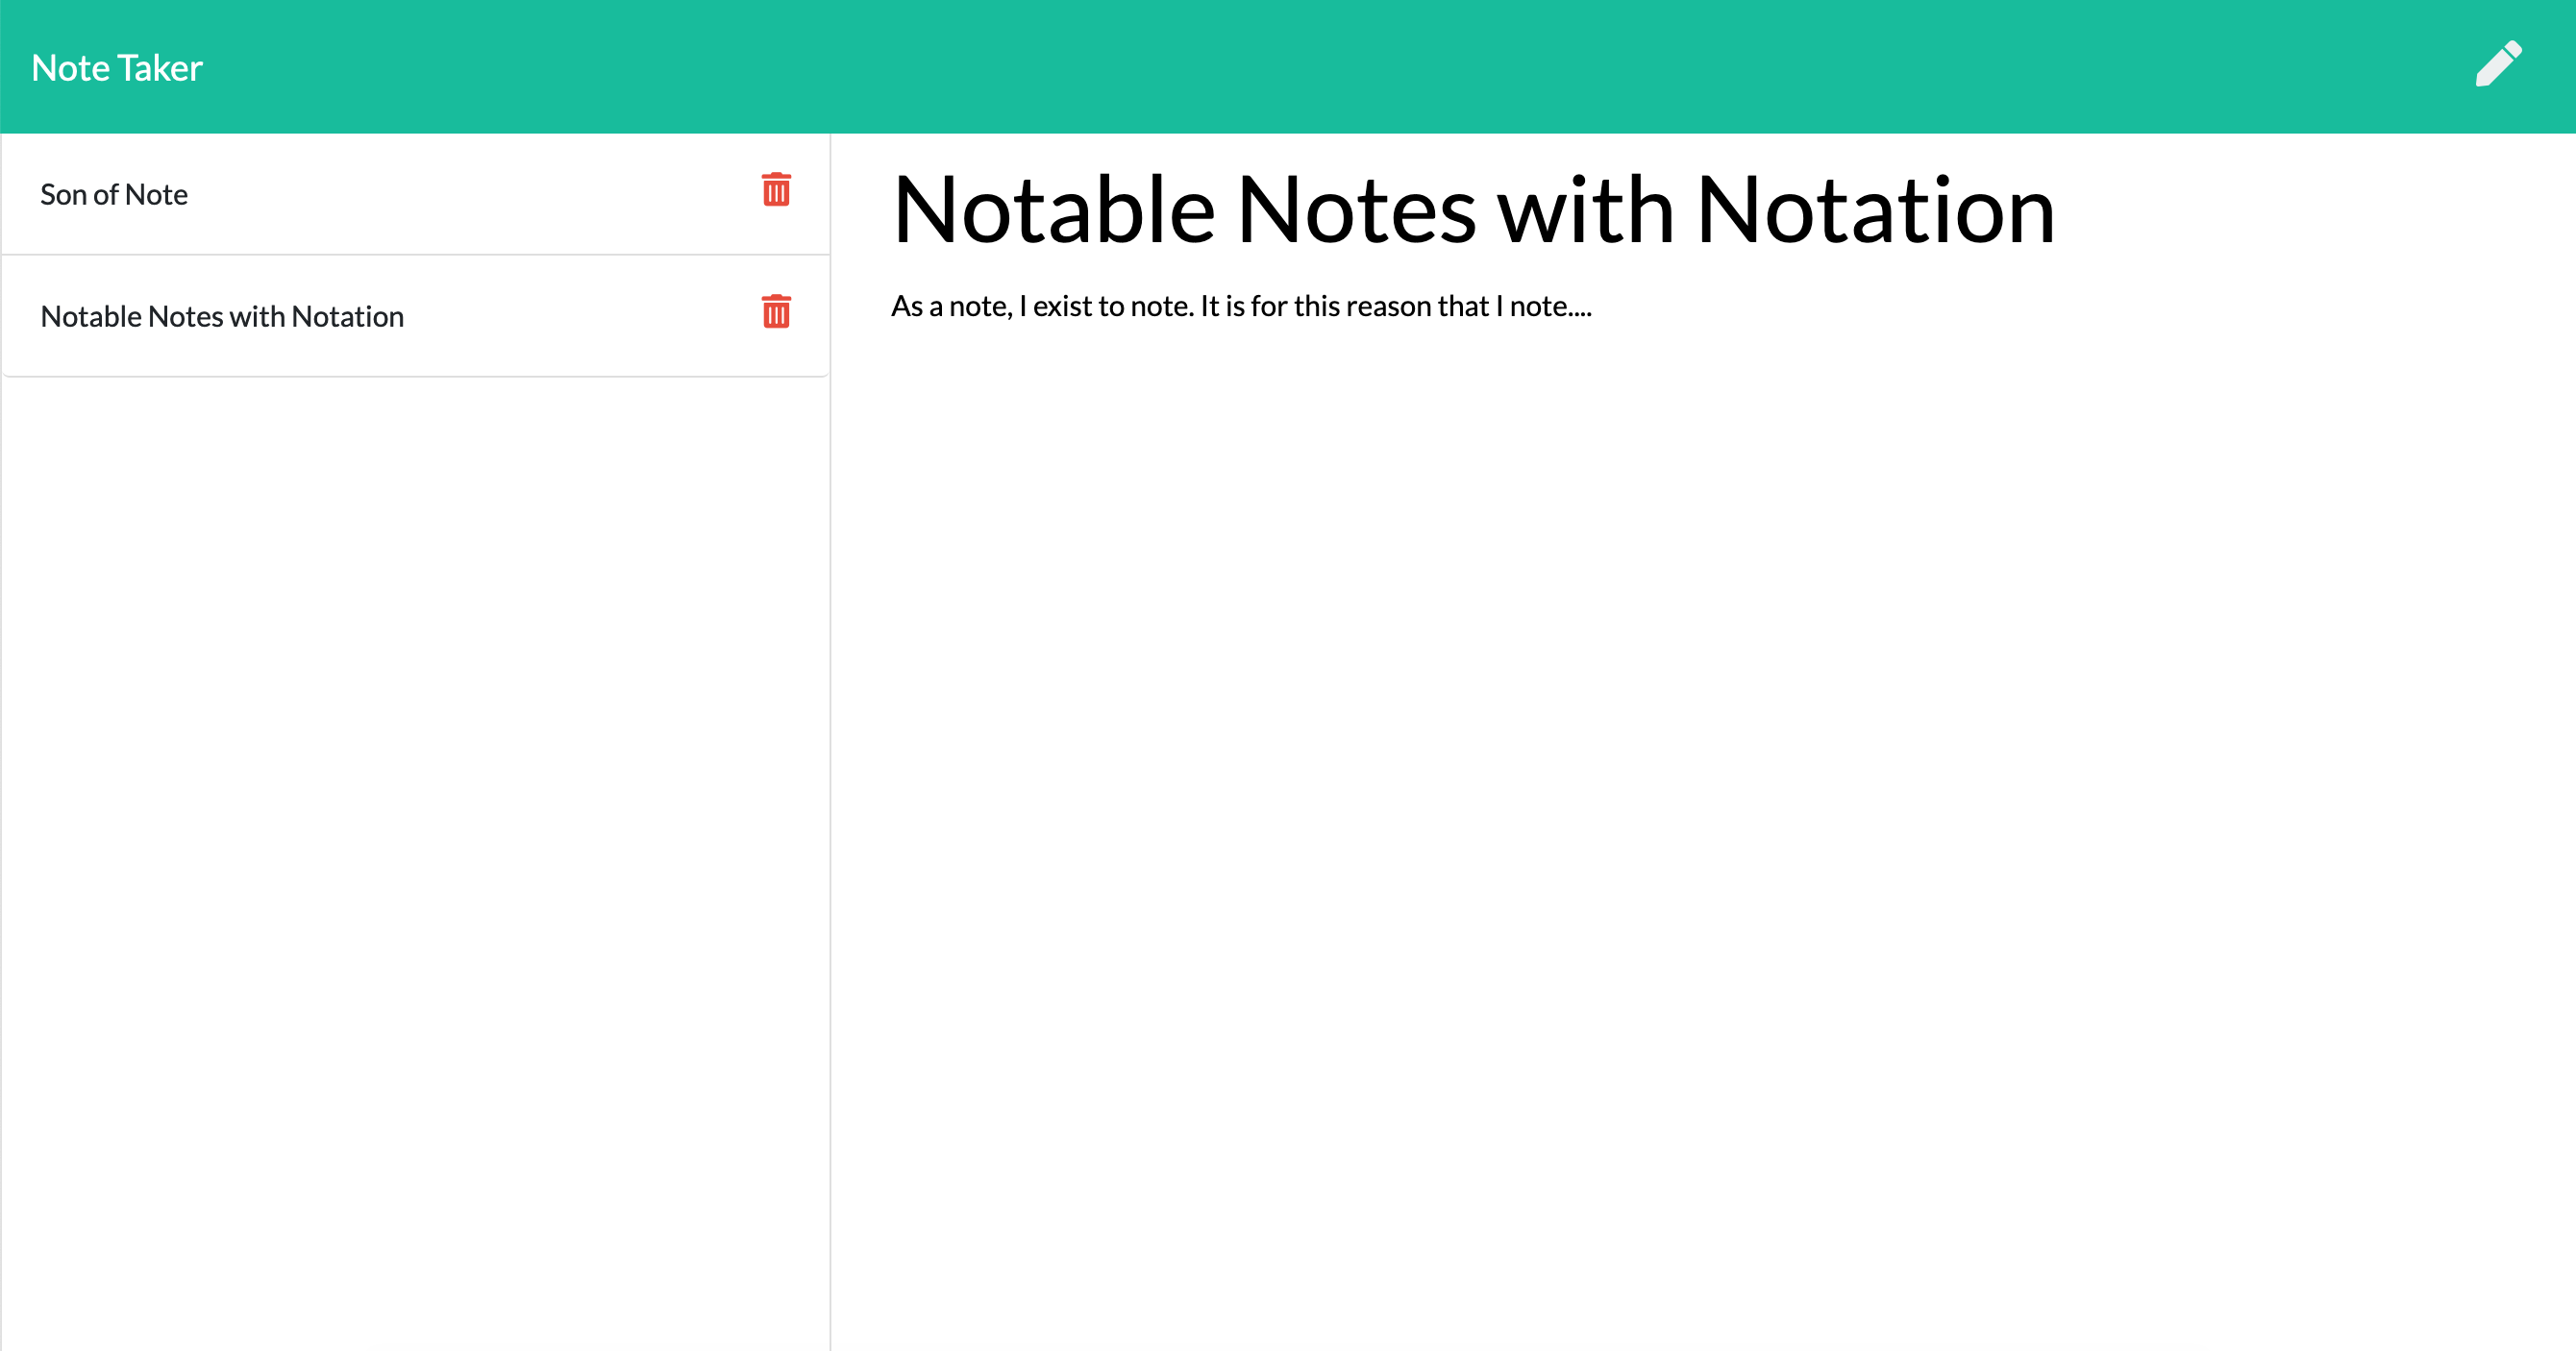 Note Taker
Son of Note
Notable Notes with Notation
Notable Notes with Notation
As a note, I exist to note. It is for this reason that I note....